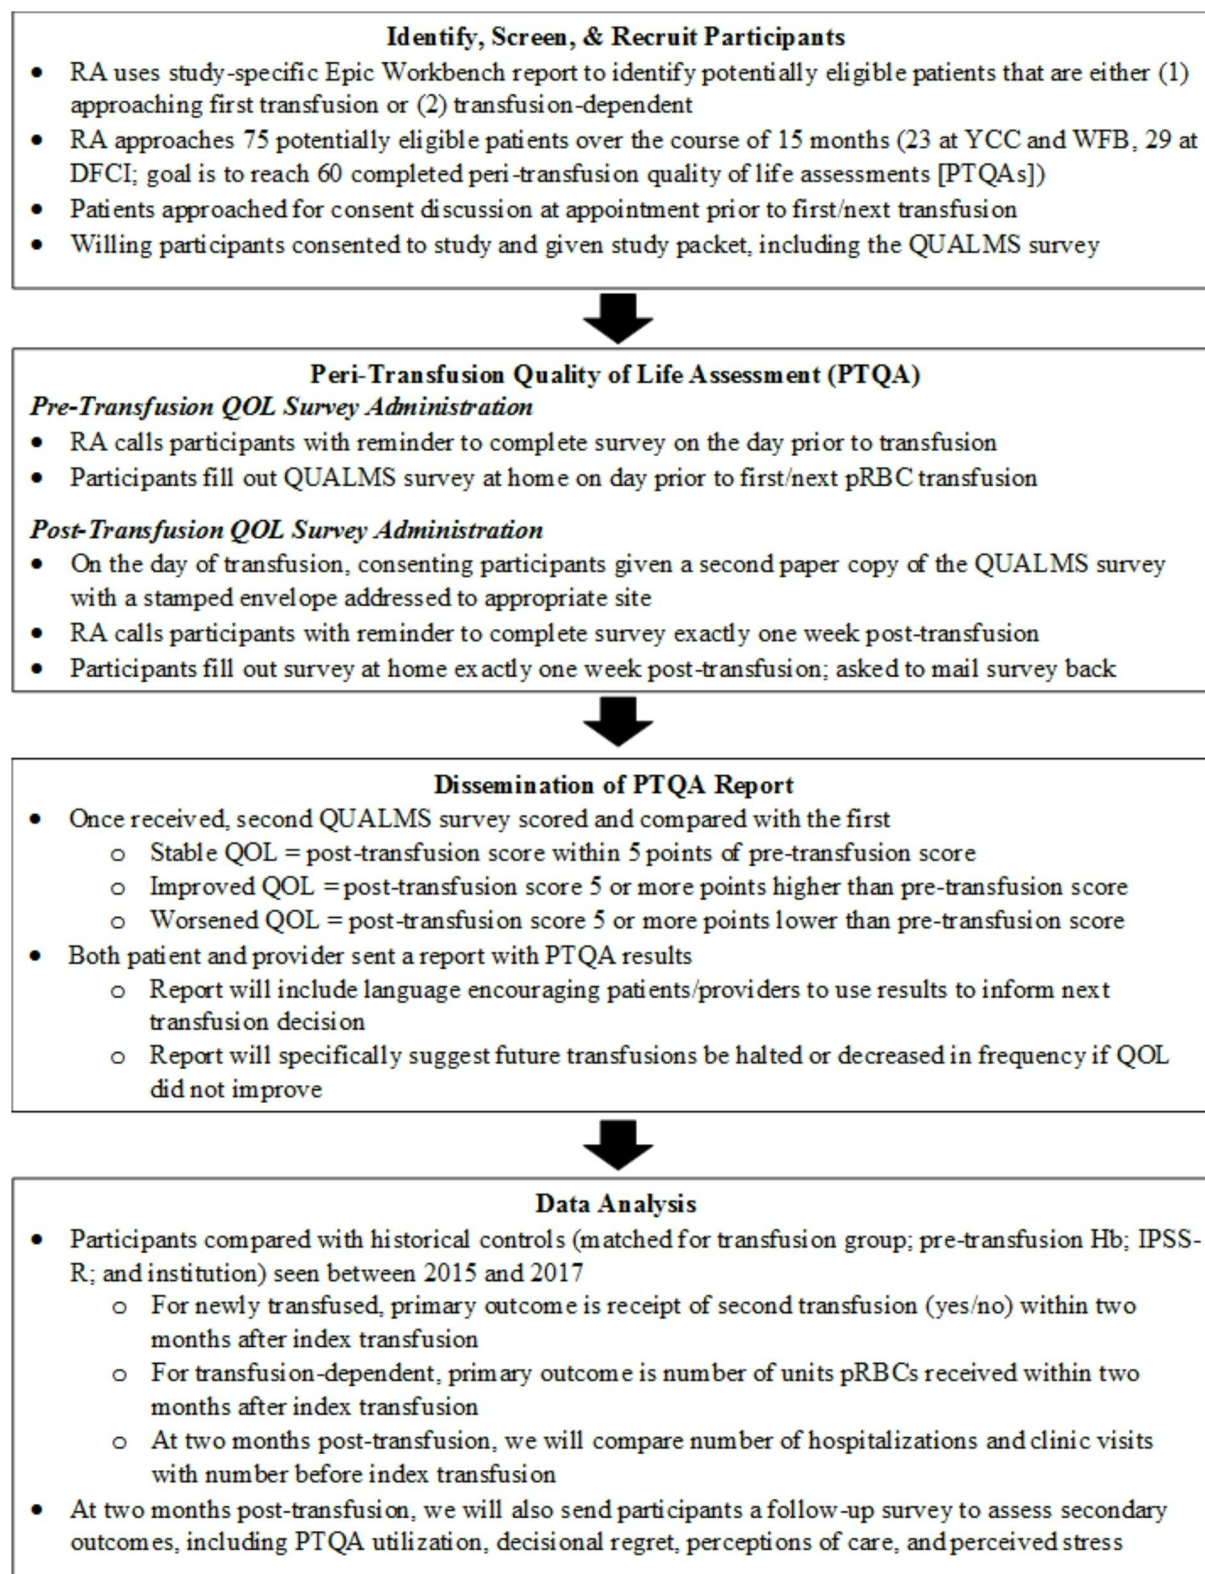 Identify, Screen, & Recruit Participants
• RA uses study-specific Epic Workbench report to identify potentially eligible patients that are either (1)
approaching first transfusion or (2) transfusion-dependent
• RA approaches 75 potentially eligible patients over the course of 15 months (23 at YCC and WFB, 29 at
DFCI; goal is to reach 60 completed peri-transfusion quality of life assessments [PTQAs])
• Patients approached for consent discussion at appointment prior to first/next transfusion
• Willing participants consented to study and given study packet, including the QUALMS survey
Peri-Transfusion Quality of Life Assessment (PTQA)
Pre-Transfusion QOL Survey Administration
• RA calls participants with reminder to complete survey on the day prior to transfusion
• Participants fill out QUALMS survey at home on day prior to first/next pRBC transfusion
Post-Transfusion QOL Survey Administration
• On the day of transfusion, consenting participants given a second paper copy of the QUALMS survey
with a stamped envelope addressed to appropriate site
• RA calls participants with reminder to complete survey exactly one week post-transfusion
• Participants fill out survey at home exactly one week post-transfusion; asked to mail survey back
Dissemination of PTQA Report
• Once received, second QUALMS survey scored and compared with the first
o Stable QOL = post-transfusion score within 5 points of pre-transfusion score
o Improved QOL = post-transfusion score 5 or more points higher than pre-transfusion score
o Worsened QOL = post-transfusion score 5 or more points lower than pre-transfusion score
• Both patient and provider sent a report with PTQA results
o Report will include language encouraging patients/providers to use results to inform next
transfusion decision
o Report will specifically suggest future transfusions be halted or decreased in frequency if QOL
did not improve
Data Analysis
• Participants compared with historical controls (matched for transfusion group; pre-transfusion Hb; IPSS-
R; and institution) seen between 2015 and 2017
o For newly transfused, primary outcome is receipt of second transfusion (yes/no) within two
months after index transfusion
o For transfusion-dependent, primary outcome is number of units pRBCs received within two
months after index transfusion
o At two months post-transfusion, we will compare number of hospitalizations and clinic visits
with number before index transfusion
• At two months post-transfusion, we will also send participants a follow-up survey to assess secondary
outcomes, including PTQA utilization, decisional regret, perceptions of care, and perceived stress